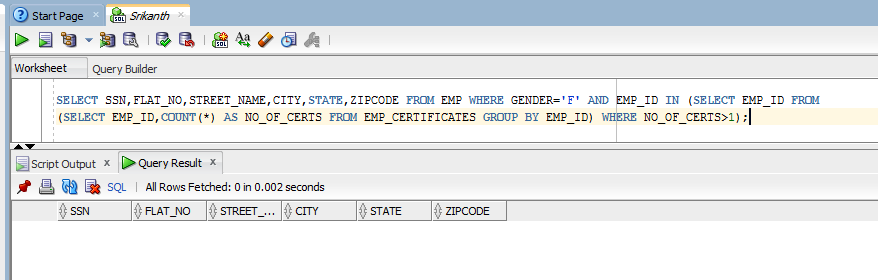 Start Page
Srikanth
Worksheet Query Builder
SELECT SSN,FLAT_NO,STREET_NAME,CITY,STATE,ZIPCODE FROM EMP WHERE GENDER='F' AND EMP_ID IN (SELECT EMP_ID FROM
(SELECT EMP_ID,COUNT(*) AS NO_OF_CERTS FROM EMP_CERTIFICATES GROUP BY EMP_ID) WHERE NO_OF_CERTS>1);
Script Output x Query Result x
SQL All Rows Fetched: 0 in 0.002 seconds
SSN FLAT_NO STREET_... CITY STATE ZIPCODE